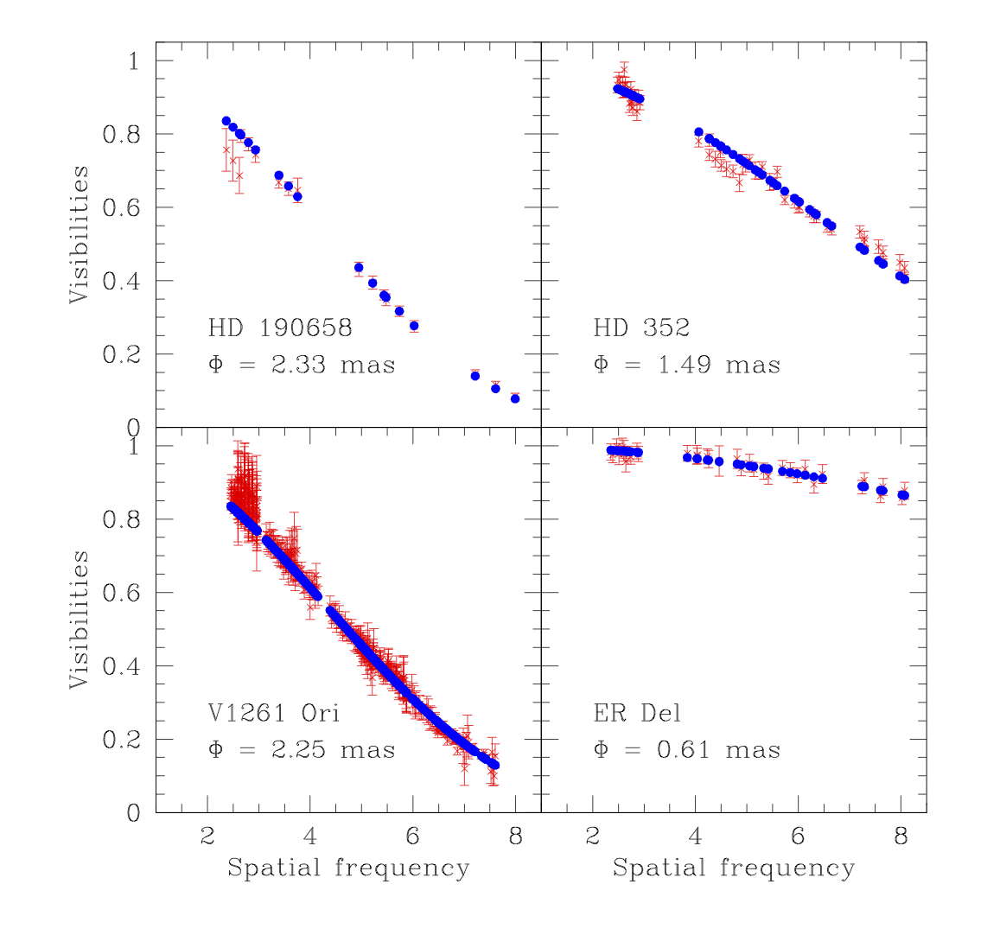 1
0.8
0.6
0.4
0.2
0
Visibilities
HD 190658
Φ = 2.33 mas
HD 352
Φ = 1.49 mas
1
0.8
0.6
0.4
0.2
0
Visibilities
V1261 Ori
Φ = 2.25 mas
ER Del
Φ = 0.61 mas
2 4 6 8
2 4 6 8
Spatial frequency
Spatial frequency